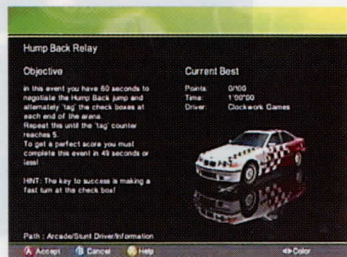 Hump Back Relay
Objective
in this event you have 60 seconds to
negotiate the Hump Back jump and
alternately 'tag' the check boxes at
each end of the arena.
Repeat this until the 'tag' counter
reaches 5.
To get a perfect score you must
complete this event in 49 seconds or
less!
HINT: The key to success is making a
fast turn at the check box!
Current Best
Points: 0/100
Time: 1'00"00
Driver: Clockwork Games
Path : Arcade/Stunt Driver/Information
A Accept B Cancel Y Help Color